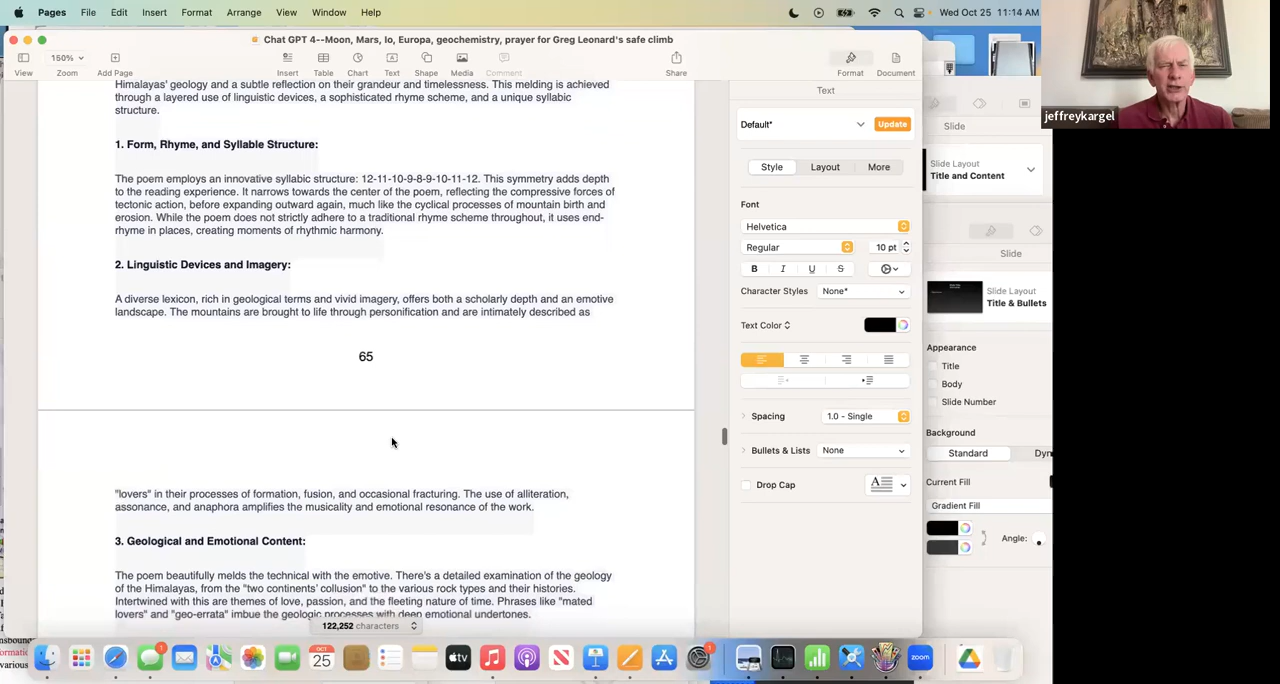 Pages File Edit Insert Format Arrange View Window Help
Wed Oct 25 11:14 AM
Chat GPT 4--Moon, Mars, Io, Europa, geochemistry, prayer for Greg Leonard's safe climb
150%
View Zoom Add Page Insert Table Chart Text Shape Media Comment Share Format Document
jeffreykargel
Himalayas' geology and a subtle reflection on their grandeur and timelessness. This melding is achieved
through a layered use of linguistic devices, a sophisticated rhyme scheme, and a unique syllabic
structure.
1. Form, Rhyme, and Syllable Structure:
The poem employs an innovative syllabic structure: 12-11-10-9-8-9-10-11-12. This symmetry adds depth
to the reading experience. It narrows towards the center of the poem, reflecting the compressive forces of
tectonic action, before expanding outward again, much like the cyclical processes of mountain birth and
erosion. While the poem does not strictly adhere to a traditional rhyme scheme throughout, it uses end-
rhyme in places, creating moments of rhythmic harmony.
2. Linguistic Devices and Imagery:
A diverse lexicon, rich in geological terms and vivid imagery, offers both a scholarly depth and an emotive
landscape. The mountains are brought to life through personification and are intimately described as
65
"lovers" in their processes of formation, fusion, and occasional fracturing. The use of alliteration,
assonance, and anaphora amplifies the musicality and emotional resonance of the work.
3. Geological and Emotional Content:
The poem beautifully melds the technical with the emotive. There's a detailed examination of the geology
of the Himalayas, from the "two continents' collusion" to the various rock types and their histories.
Intertwined with this are themes of love, passion, and the fleeting nature of time. Phrases like "mated
lovers" and "geo-errata" imbue the geologic processes with deep emotional undertones.
122,252 characters
Text
Default*
Update
Style Layout More
Font
Helvetica
Regular 10 pt
B I U S
Character Styles None*
Text Color
Spacing 1.0 - Single
Bullets & Lists None
Drop Cap
A
Slide
Slide Layout
Title and Content
Slide
Slide Layout
Title & Bullets
Appearance
Title
Body
Slide Number
Background
Standard Dyn
Current Fill
Gradient Fill
Angle:
OCT
25
tv
zoom
nsbound
formatio
various